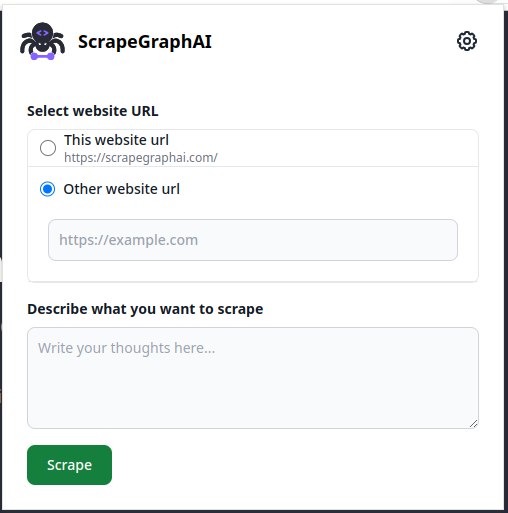 ScrapeGraphAI
Select website URL
This website url
https://scrapegraphai.com/
Other website url
https://example.com
Describe what you want to scrape
Write your thoughts here...
Scrape